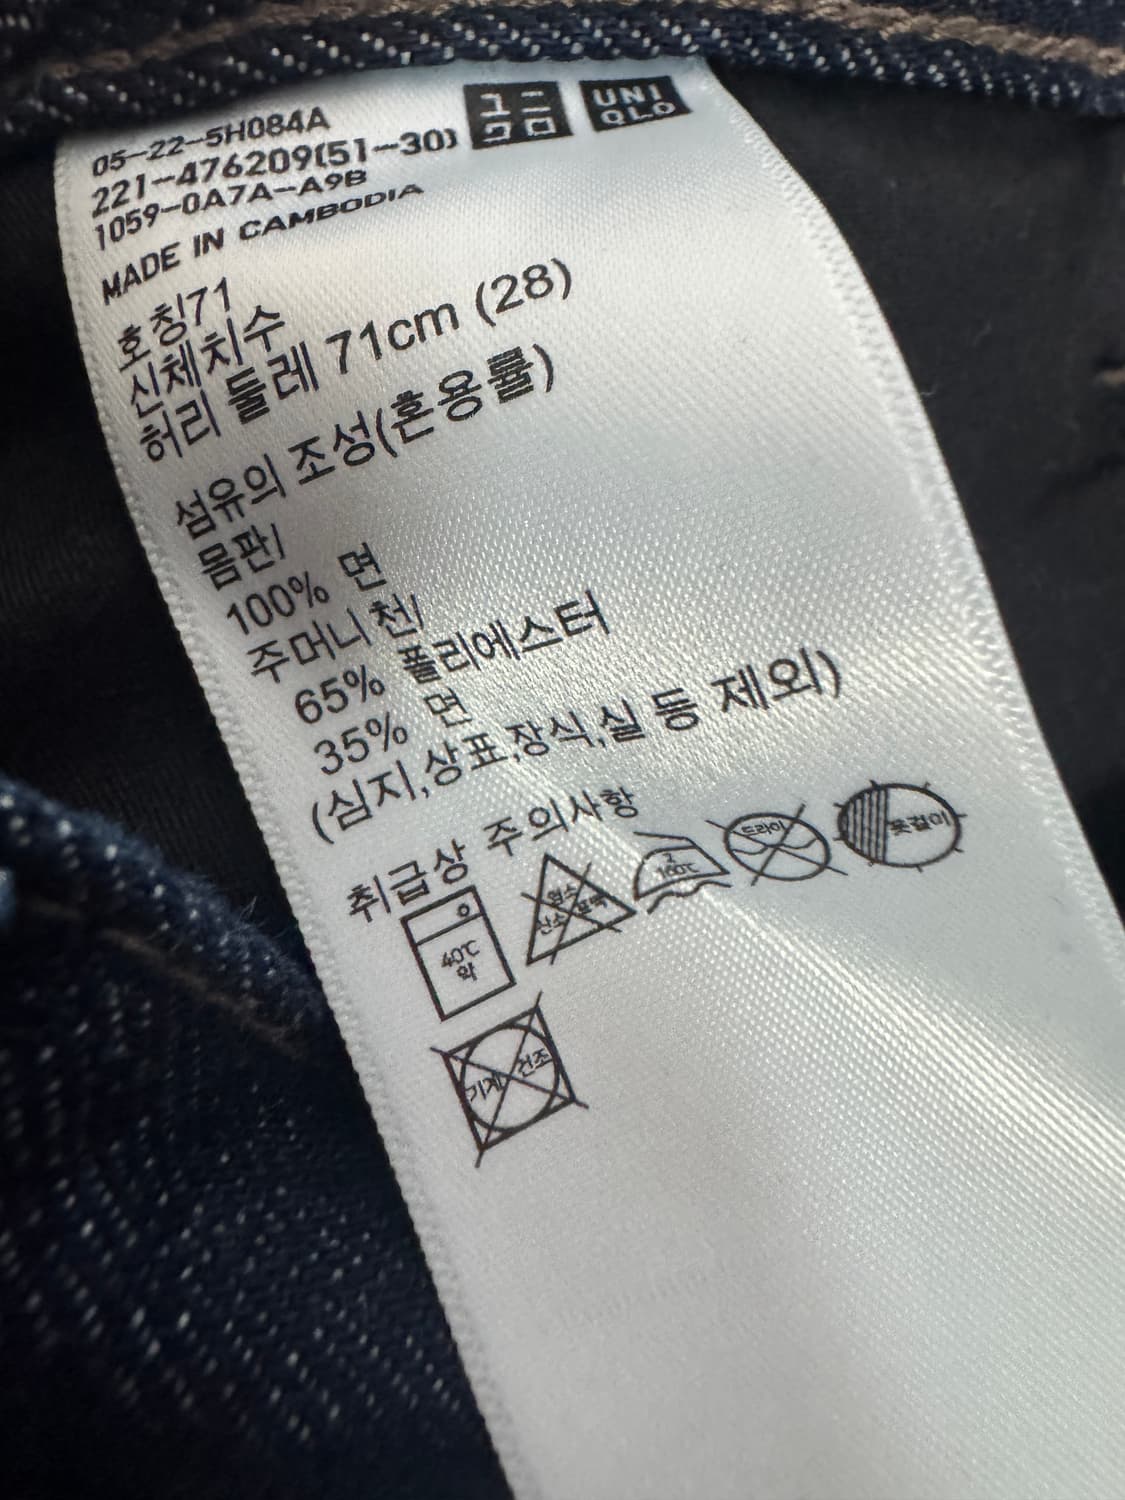 05-22-5H084A
221-476209(51-30)
1059-0A7A-A9B
ユニ
クロ
UNI
QLO
MADE IN CAMBODIA
호칭71
신체치수
허리 둘레 71cm (28)
섬유의 조성(혼용률)
몸판/
100% 면
주머니 천/
65% 폴리에스터
35% 면
(심지,상표,장식,실 등 제외)
취급상 주의사항
40℃
약
염소
산소 표백
2
160℃
드라이
옷걸이
기계 건조